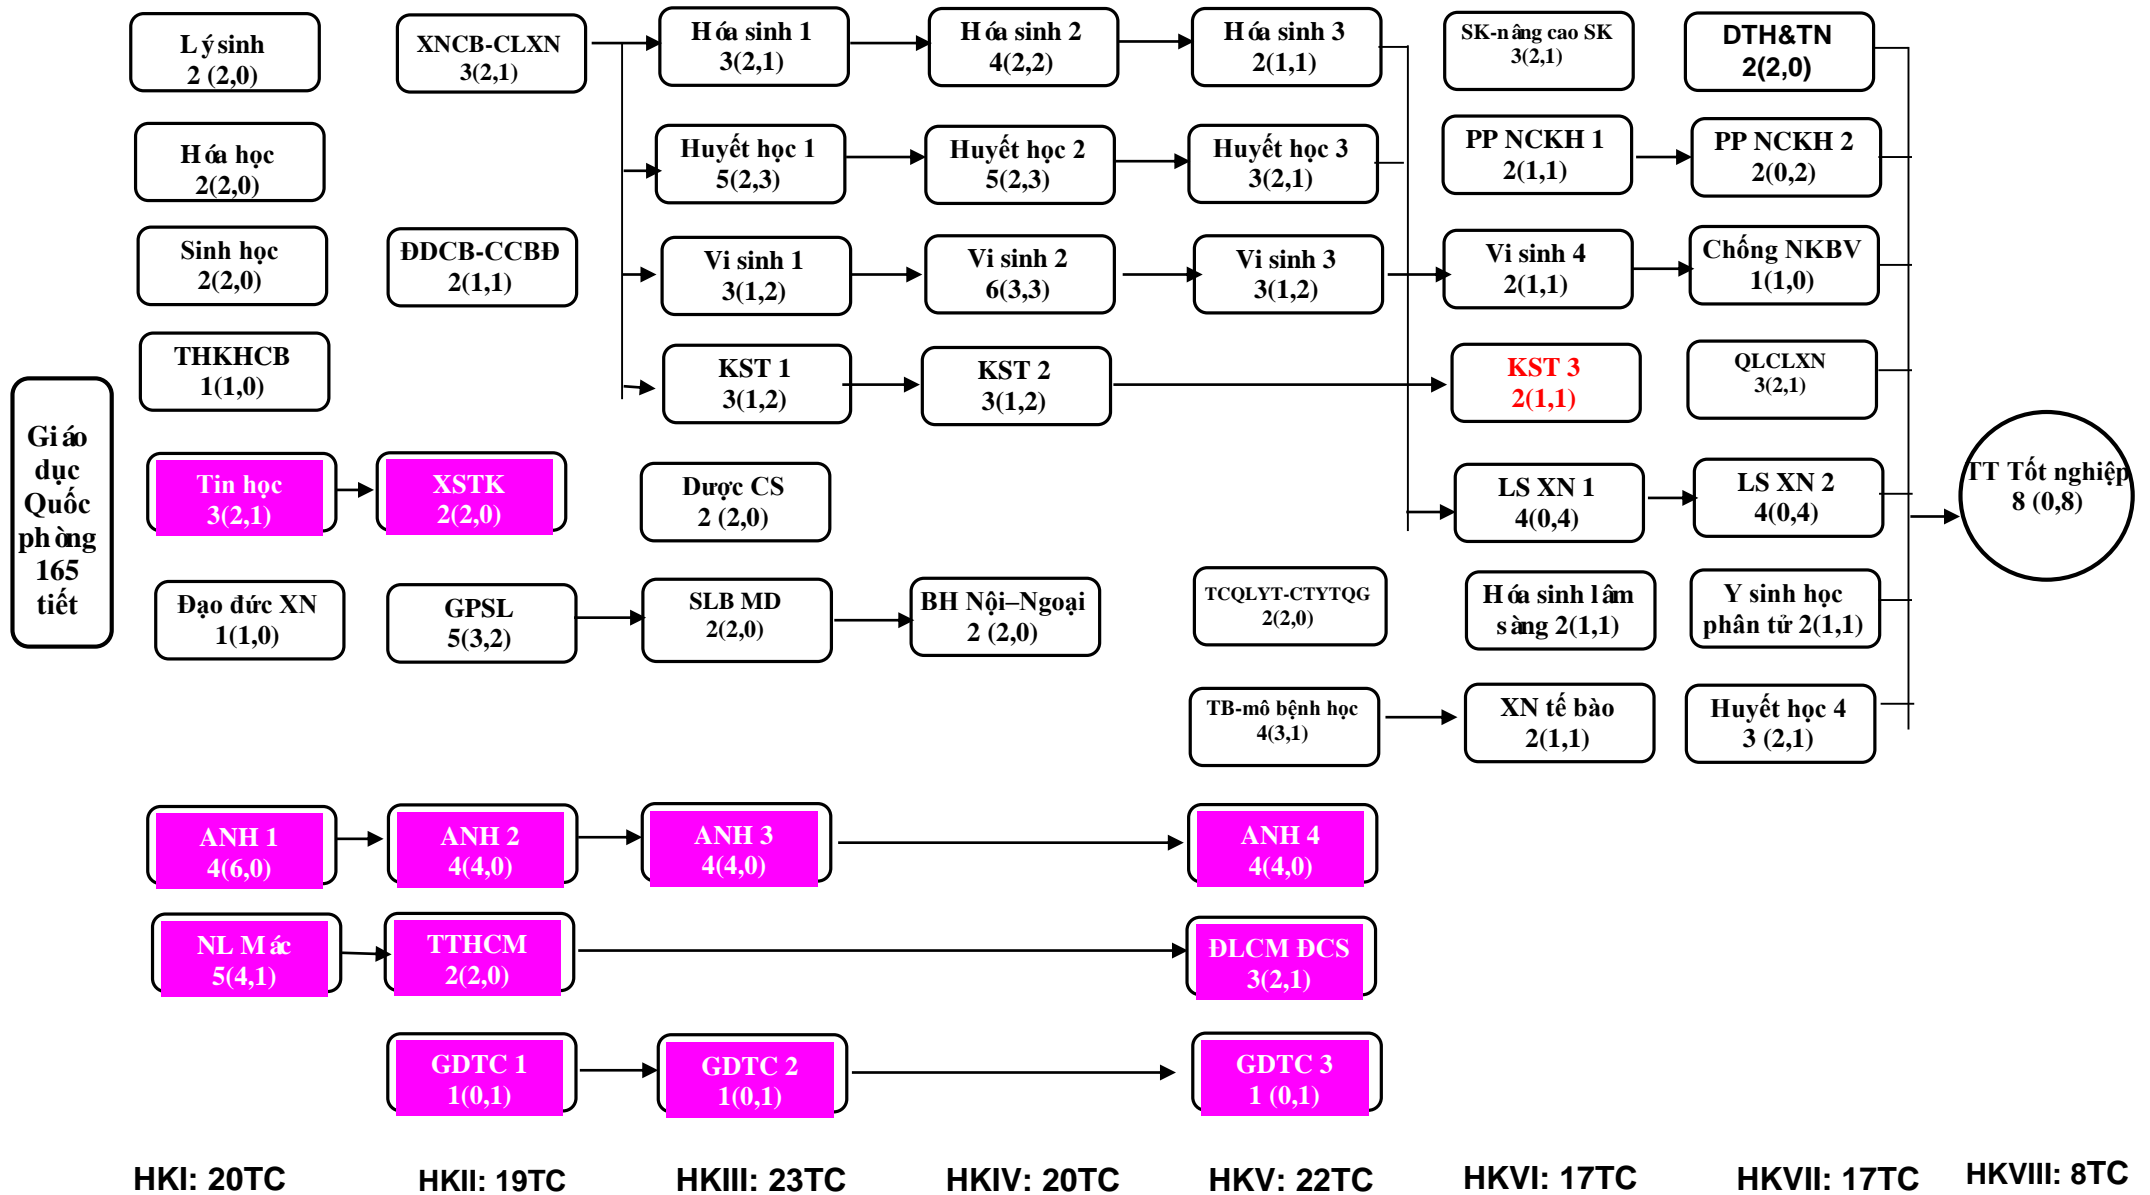 Giáo
dục
Quốc
phòng
165
tiết
Lý sinh
2 (2,0)
Hóa học
2(2,0)
Sinh học
2(2,0)
THKHCB
1(1,0)
Tin học
3(2,1)
Đạo đức XN
1(1,0)
ANH 1
4(6,0)
NL Mác
5(4,1)
HKI: 20TC
XNCB-CLXN
3(2,1)
ĐDCB-CCBĐ
2(1,1)
XSTK
2(2,0)
GPSL
5(3,2)
ANH 2
4(4,0)
TTHCM
2(2,0)
GDTC 1
1(0,1)
HKII: 19TC
Hóa sinh 1
3(2,1)
Huyết học 1
5(2,3)
Vi sinh 1
3(1,2)
KST 1
3(1,2)
Dược CS
2 (2,0)
SLB MD
2(2,0)
ANH 3
4(4,0)
GDTC 2
1(0,1)
HKIII: 23TC
Hóa sinh 2
4(2,2)
Huyết học 2
5(2,3)
Vi sinh 2
6(3,3)
KST 2
3(1,2)
BH Nội–Ngoại
2 (2,0)
HKIV: 20TC
Hóa sinh 3
2(1,1)
Huyết học 3
3(2,1)
Vi sinh 3
3(1,2)
TCQLYT-CTYTQG
2(2,0)
TB-mô bệnh học
4(3,1)
ANH 4
4(4,0)
ĐLCM ĐCS
3(2,1)
GDTC 3
1 (0,1)
HKV: 22TC
SK-nâng cao SK
3(2,1)
PP NCKH 1
2(1,1)
Vi sinh 4
2(1,1)
KST 3
2(1,1)
LS XN 1
4(0,4)
Hóa sinh lâm
sàng 2(1,1)
XN tế bào
2(1,1)
HKVI: 17TC
DTH&TN
2(2,0)
PP NCKH 2
2(0,2)
Chống NKBV
1(1,0)
QLCLXN
3(2,1)
LS XN 2
4(0,4)
Y sinh học
phân tử 2(1,1)
Huyết học 4
3 (2,1)
HKVII: 17TC
TT Tốt nghiệp
8 (0,8)
HKVIII: 8TC